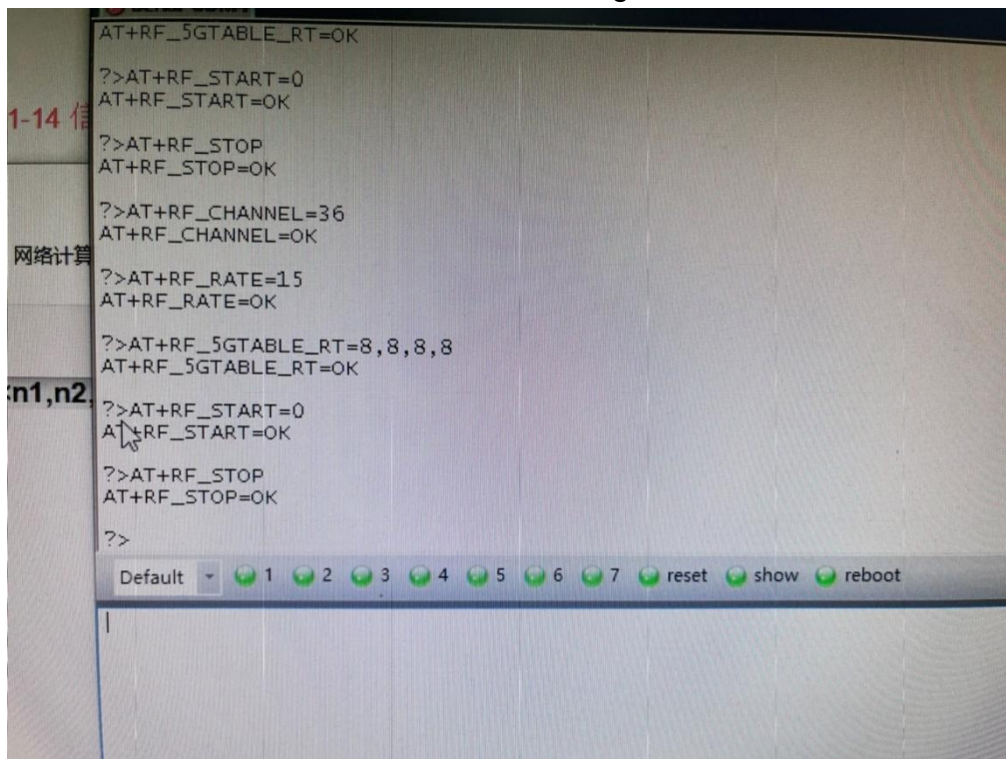 AT+RF_5GTABLE_RT=OK
?>AT+RF_START=0
AT+RF_START=OK
?>AT+RF_STOP
AT+RF_STOP=OK
?>AT+RF_CHANNEL=36
AT+RF_CHANNEL=OK
?>AT+RF_RATE=15
AT+RF_RATE=OK
?>AT+RF_5GTABLE_RT=8,8,8,8
AT+RF_5GTABLE_RT=OK
?>AT+RF_START=0
AT+RF_START=OK
?>AT+RF_STOP
AT+RF_STOP=OK
?>
Default 1 2 3 4 5 6 7 reset show reboot
1-14 信
网络计算
n1,n2,